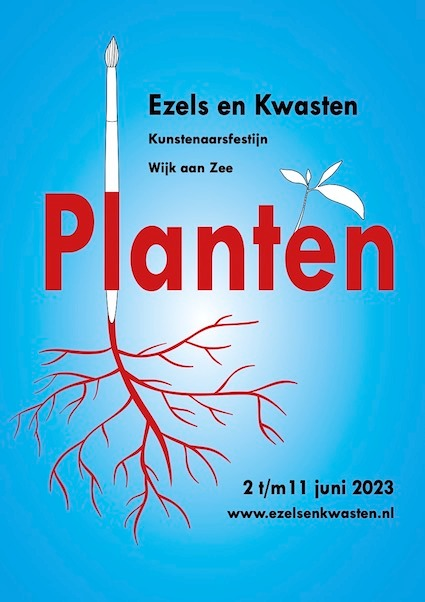 Ezels en Kwasten
Kunstenaarsfestijn
Wijk aan Zee
Planten
2 t/m11 juni 2023
www.ezelsenkwasten.nl